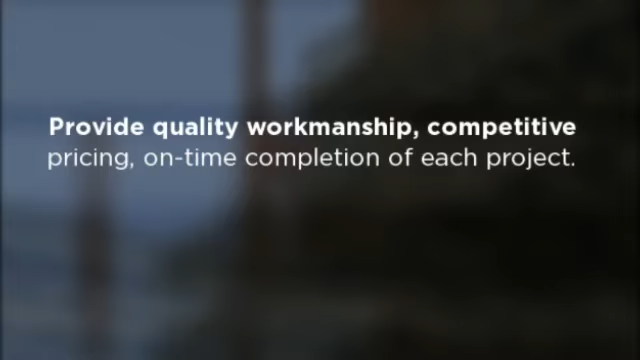 Provide quality workmanship, competitive
pricing, on-time completion of each project.